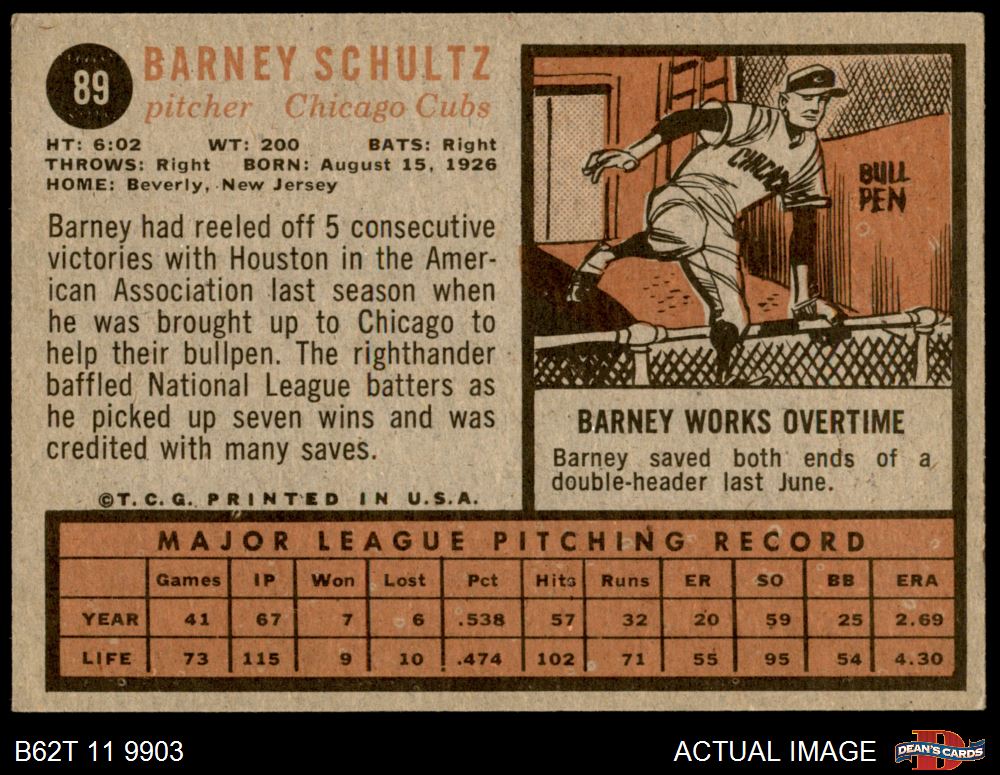 89
BARNEY SCHULTZ
pitcher Chicago Cubs
HT: 6:02 WT: 200 BATS: Right
THROWS: Right BORN: August 15, 1926
HOME: Beverly, New Jersey
Barney had reeled off 5 consecutive
victories with Houston in the Amer-
ican Association last season when
he was brought up to Chicago to
help their bullpen. The righthander
baffled National League batters as
he picked up seven wins and was
credited with many saves.
©T.C.G. PRINTED IN U.S.A.
CHICAGO
BULL
PEN
BARNEY WORKS OVERTIME
Barney saved both ends of a
double-header last June.
MAJOR LEAGUE PITCHING RECORD
Games IP Won Lost Pct Hits Runs ER SO BB ERA
YEAR 41 67 7 6 .538 57 32 20 59 25 2.69
LIFE 73 115 9 10 .474 102 71 55 95 54 4.30
B62T 11 9903
ACTUAL IMAGE
D
DEAN'S CARDS